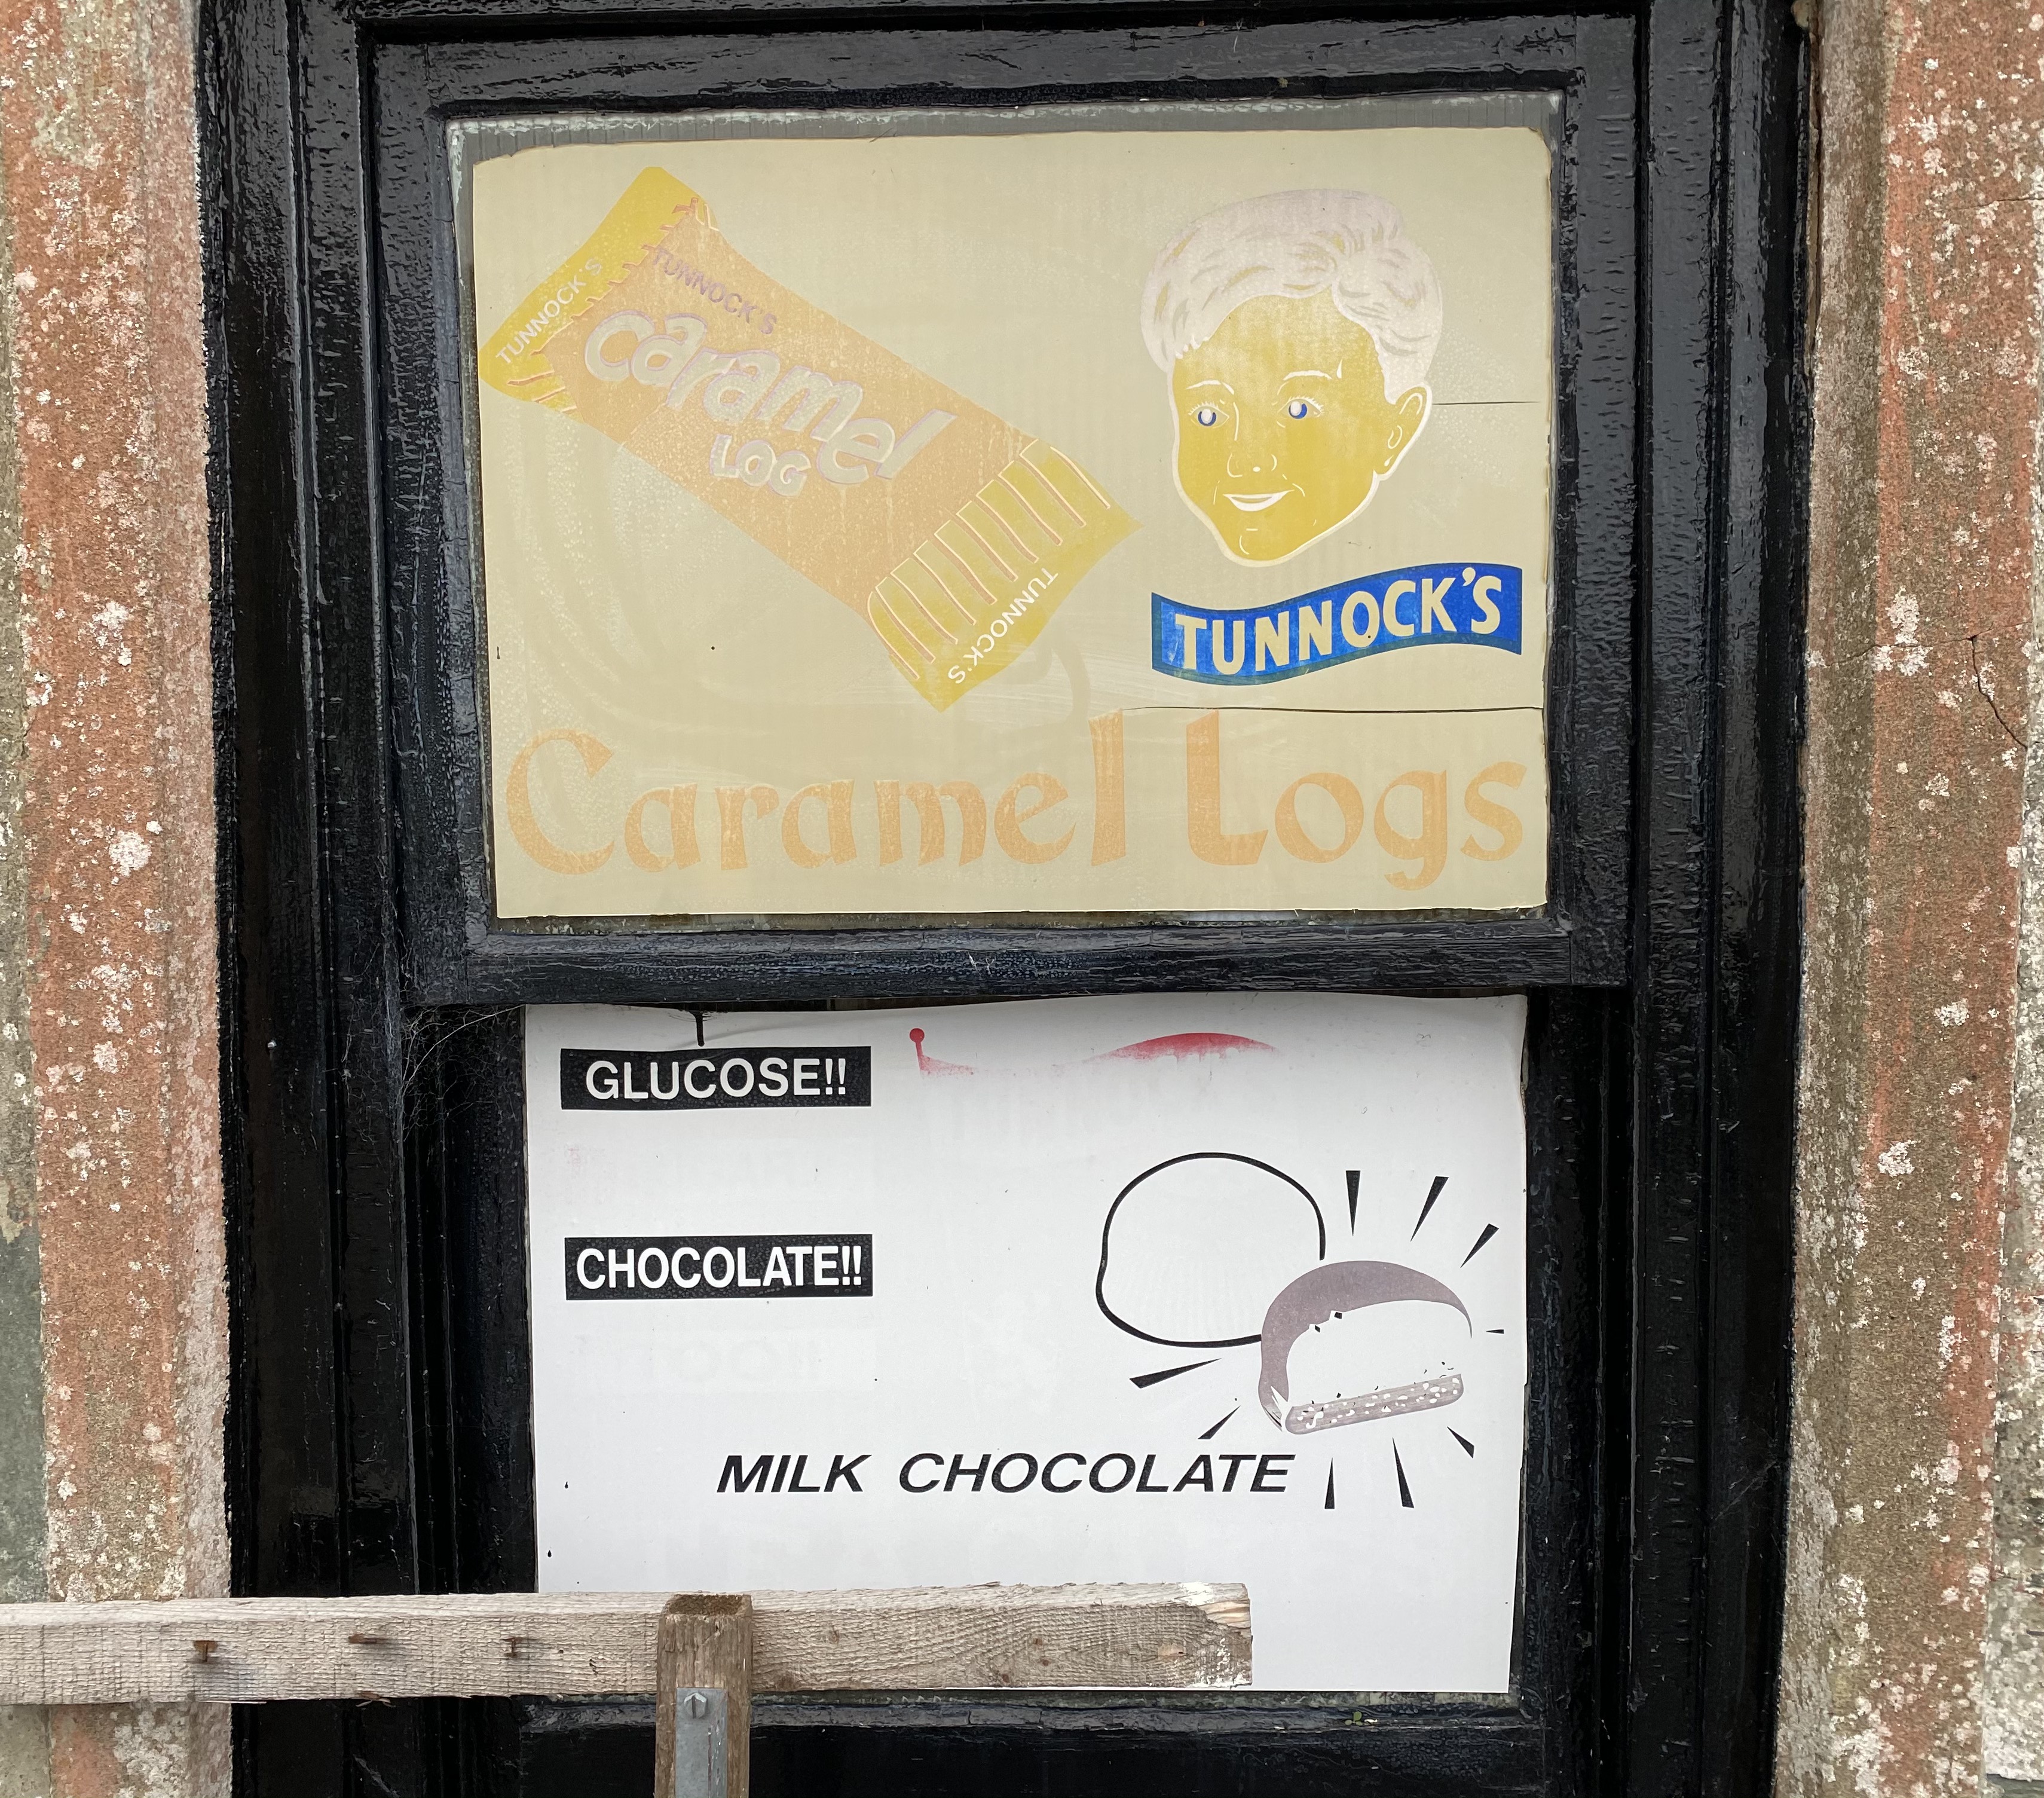 TUNNOCK'S
TUNNOCK'S
caramel
LOG
TUNNOCK'S
TUNNOCK'S
Caramel Logs
GLUCOSE!!
CHOCOLATE!!
MILK CHOCOLATE